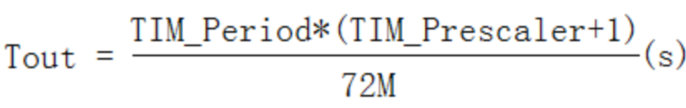 Tout = TIM_Period*(TIM_Prescaler+1)
72M
(s)